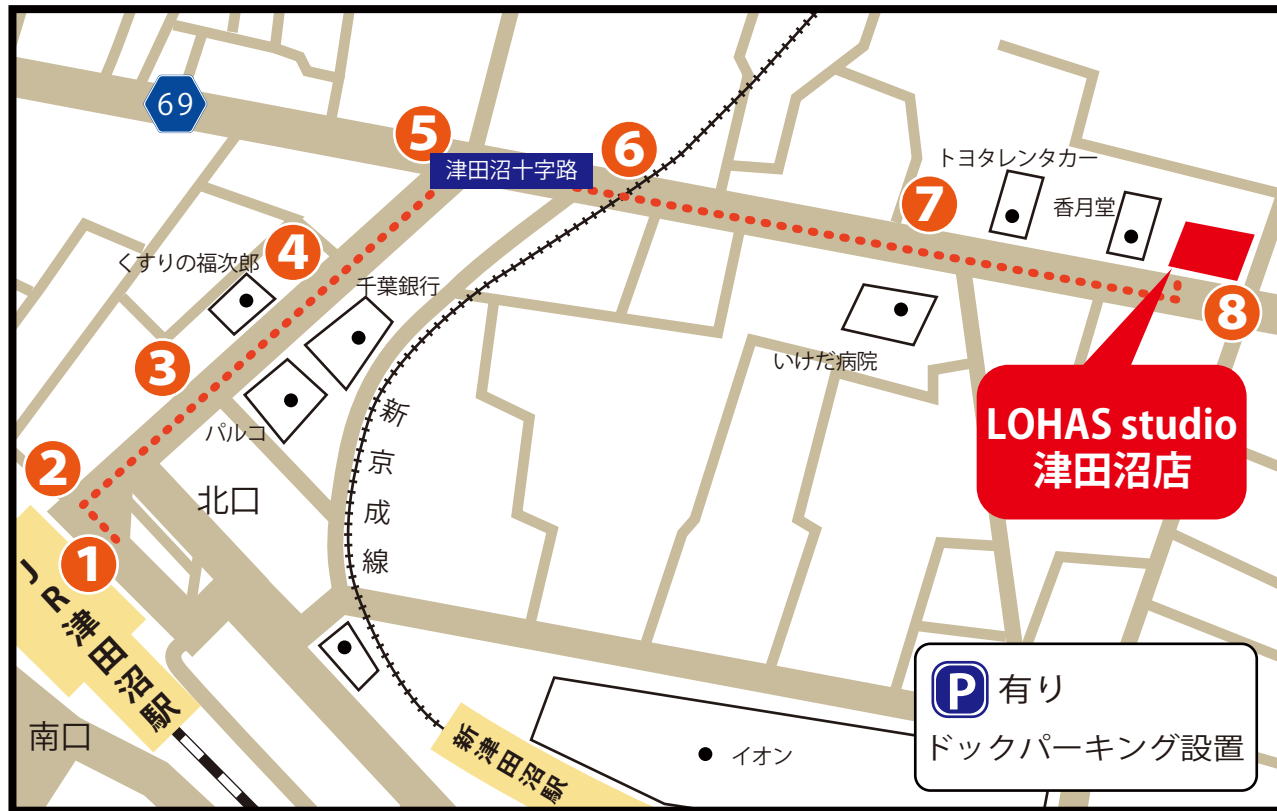 69
5
津田沼十字路
6
トヨタレンタカー
7
香月堂
4
くすりの福次郎
千葉銀行
8
いけだ病院
3
パルコ
新京成線
LOHAS studio
津田沼店
2
北口
1
JR津田沼駅
南口
新津田沼駅
イオン
P 有り
ドックパーキング設置